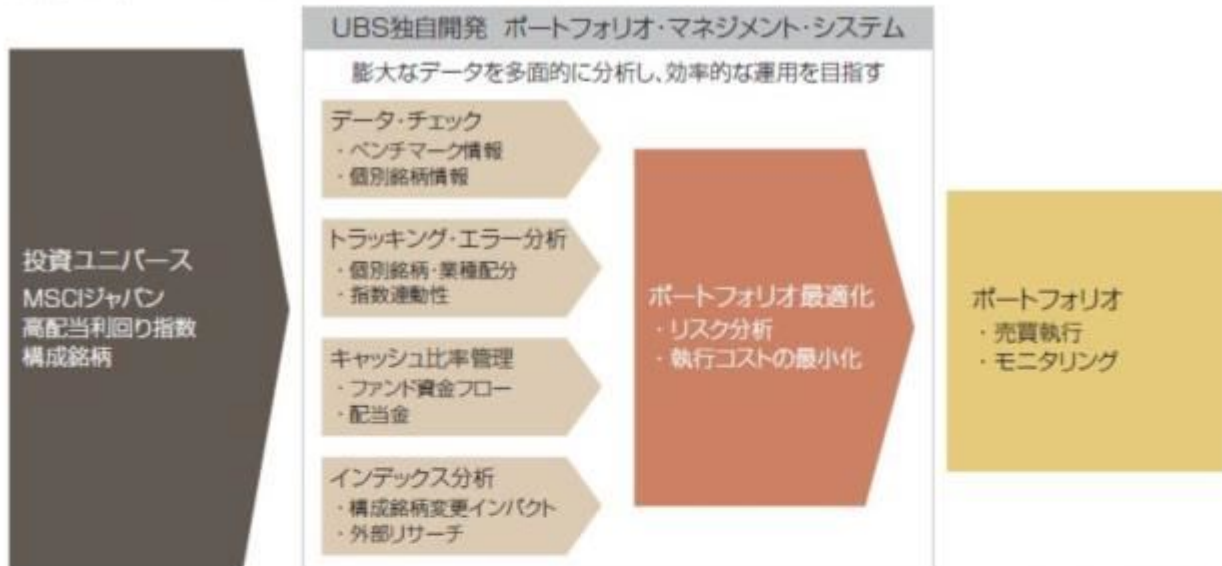 投資ユニバース
MSCIジャパン
高配当利回り指数
構成銘柄
UBS独自開発 ポートフォリオ・マネジメント・システム
膨大なデータを多面的に分析し、効率的な運用を目指す
データ・チェック
・ベンチマーク情報
・個別銘柄情報
トラッキング・エラー分析
・個別銘柄・業種配分
・指数連動性
キャッシュ比率管理
・ファンド資金フロー
・配当金
インデックス分析
・構成銘柄変更インパクト
・外部リサーチ
ポートフォリオ最適化
・リスク分析
・執行コストの最小化
ポートフォリオ
・売買執行
・モニタリング